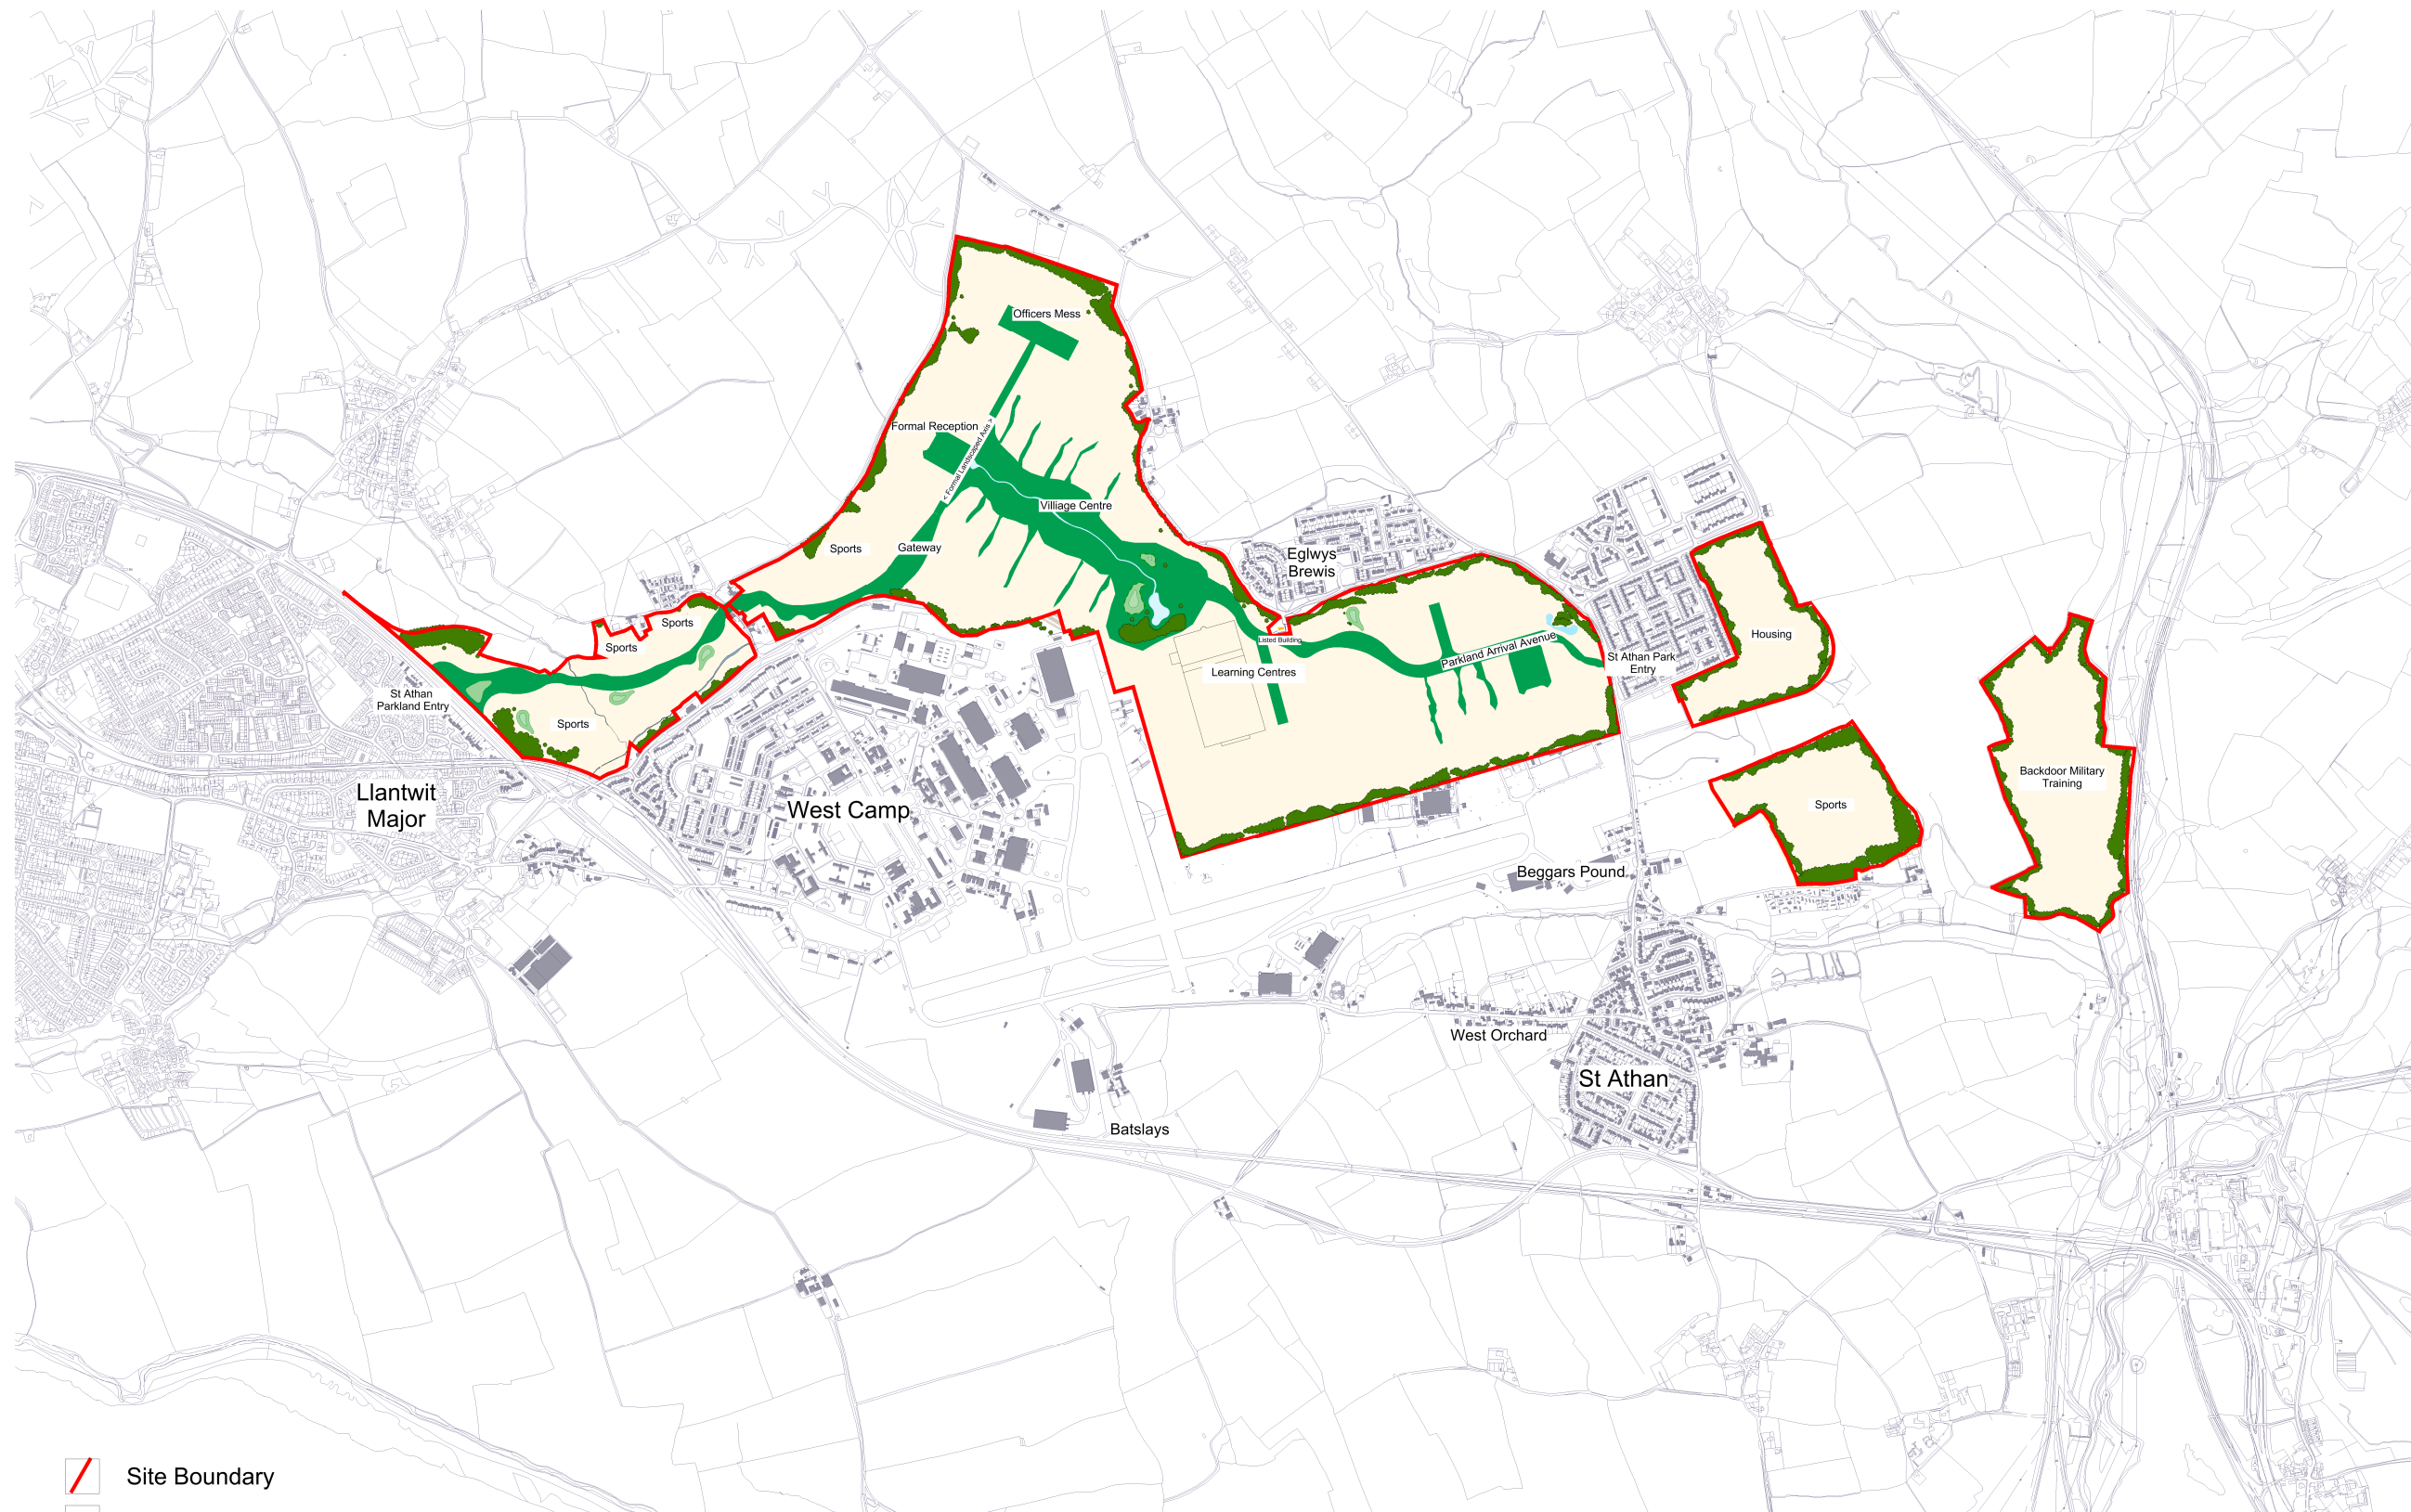 Officers Mess
Formal Reception
< Formal Landscaped Axis >
Villiage Centre
Sports
Gateway
Eglwys
Brewis
Sports
Sports
Listed Building
Housing
Parkland Arrival Avenue
St Athan Park
Entry
Learning Centres
St Athan
Parkland Entry
Sports
Backdoor Military
Training
Llantwit
Major
West Camp
Sports
Beggars Pound
West Orchard
St Athan
Batslays
Site Boundary